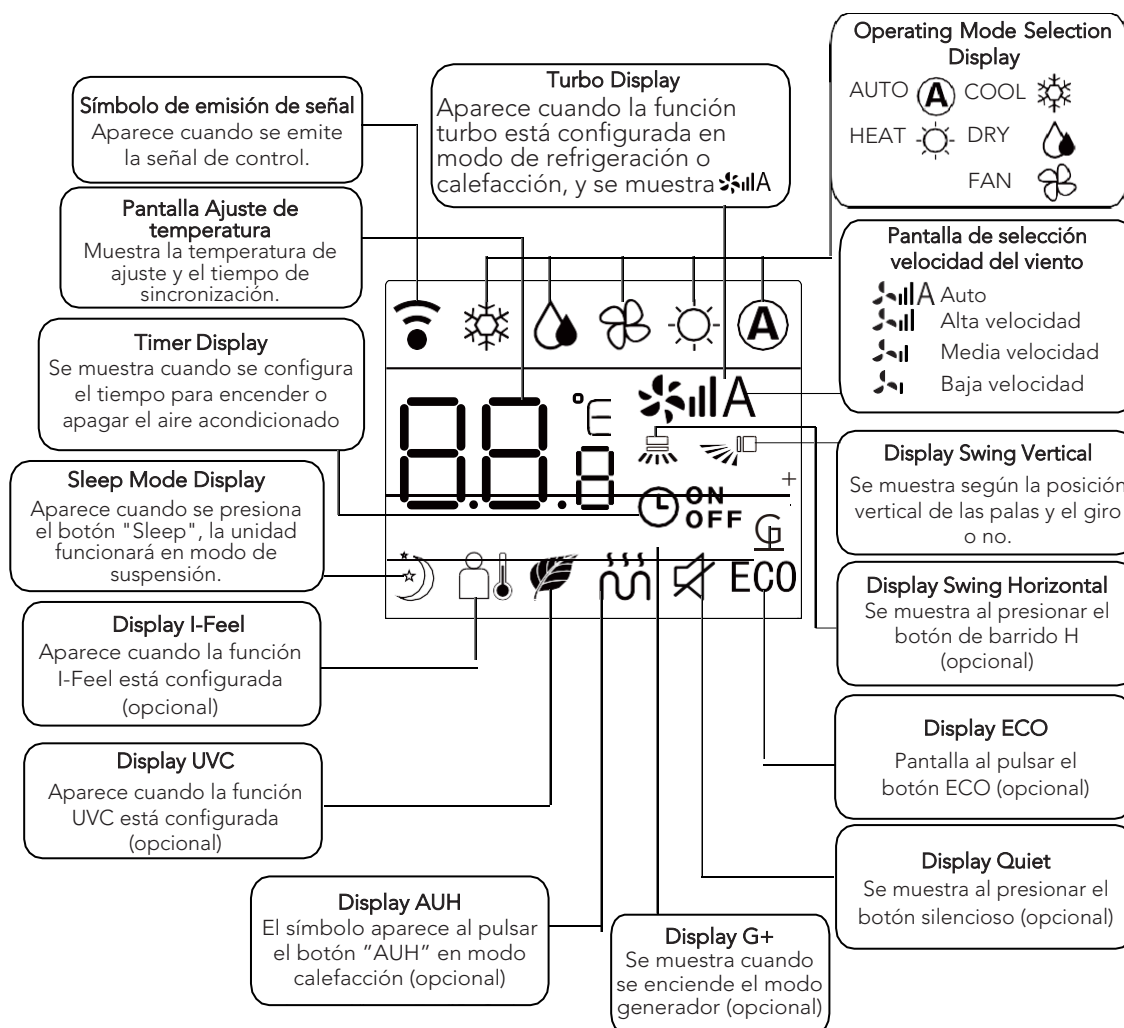 Operating Mode Selection
Display
AUTO A COOL
HEAT DRY
FAN
Turbo Display
Aparece cuando la función
turbo está configurada en
modo de refrigeración o
calefacción, y se muestra A
Símbolo de emisión de señal
Aparece cuando se emite
la señal de control.
Pantalla Ajuste de
temperatura
Muestra la temperatura de
ajuste y el tiempo de
sincronización.
Pantalla de selección
velocidad del viento
A Auto
Alta velocidad
Media velocidad
Baja velocidad
Timer Display
Se muestra cuando se configura
el tiempo para encender o
apagar el aire acondicionado
A
88.8 °E
A
ON
OFF
G+
ECO
Sleep Mode Display
Aparece cuando se presiona
el botón "Sleep", la unidad
funcionará en modo de
suspensión.
Display Swing Vertical
Se muestra según la posición
vertical de las palas y el giro
o no.
Display Swing Horizontal
Se muestra al presionar el
botón de barrido H
(opcional)
Display I-Feel
Aparece cuando la función
I-Feel está configurada
(opcional)
Display ECO
Pantalla al pulsar el
botón ECO (opcional)
Display UVC
Aparece cuando la función
UVC está configurada
(opcional)
Display Quiet
Se muestra al presionar el
botón silencioso (opcional)
Display AUH
El símbolo aparece al pulsar
el botón “AUH” en modo
calefacción (opcional)
Display G+
Se muestra cuando
se enciende el modo
generador (opcional)